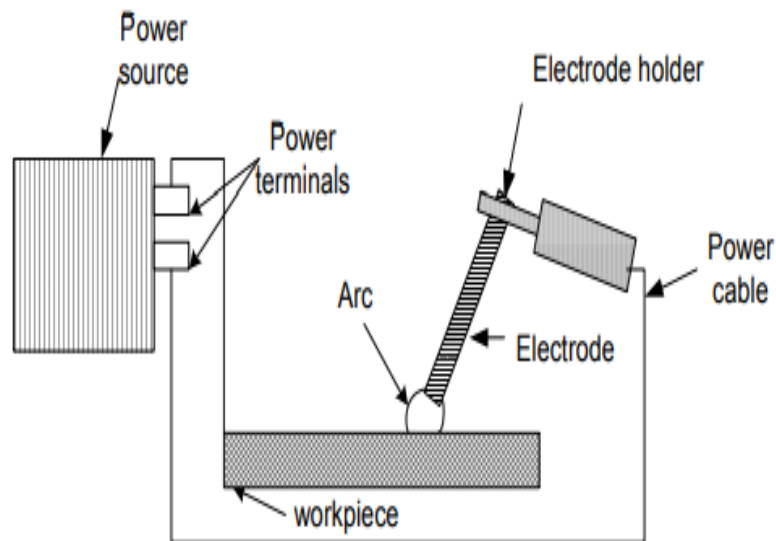 Power
source
Electrode holder
Power
terminals
Power
cable
Arc
Electrode
workpiece